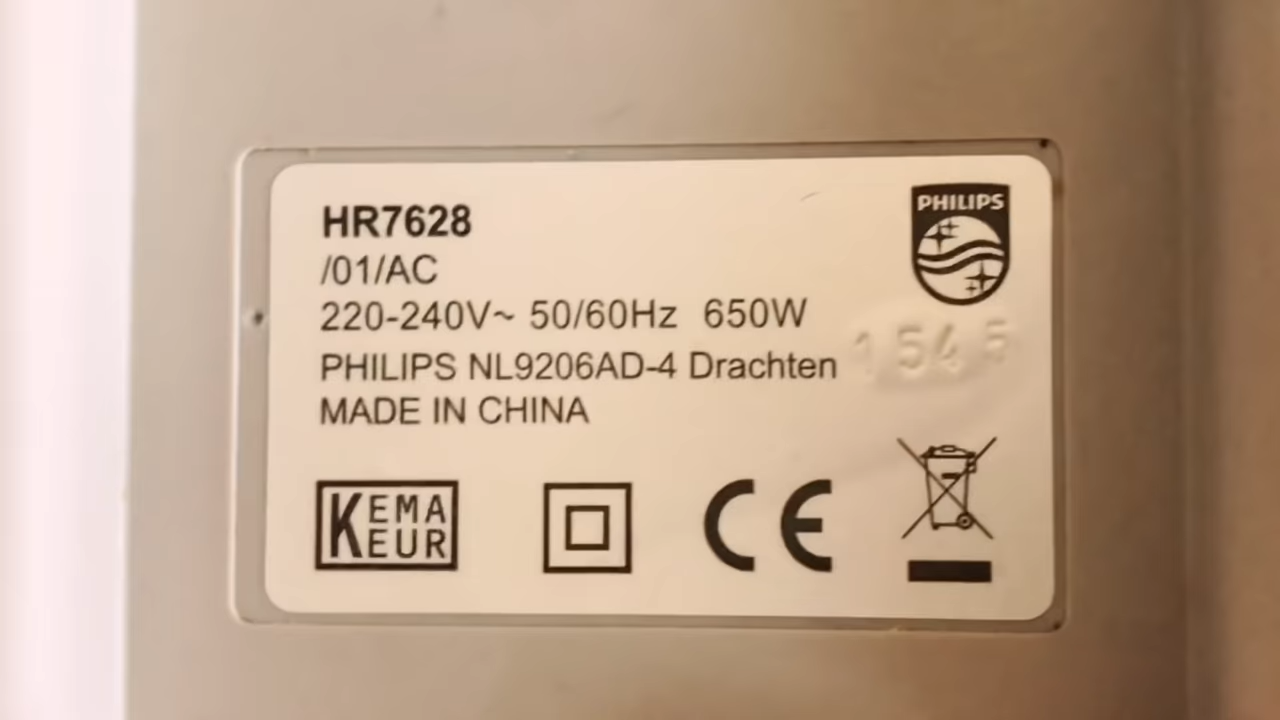 HR7628
/01/AC
220-240V~ 50/60Hz 650W
PHILIPS NL9206AD-4 Drachten
MADE IN CHINA
PHILIPS
1545
KEMA
KEUR
CE